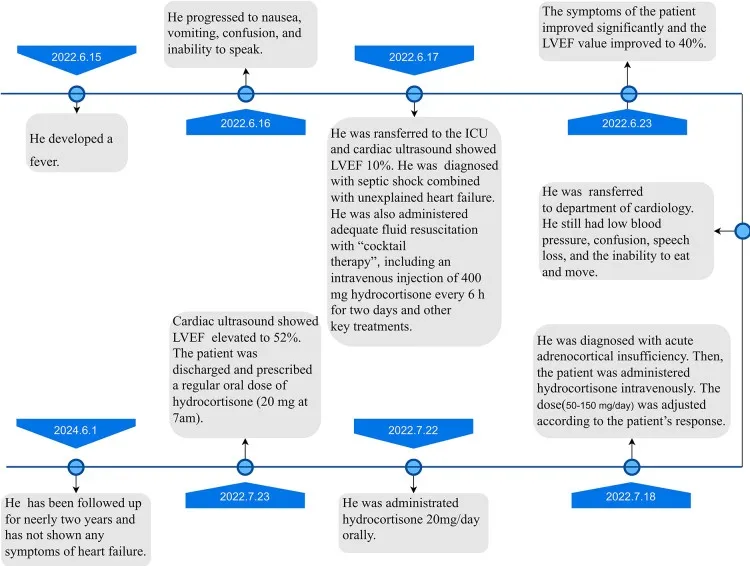 2022.6.15
He developed a
fever.
He progressed to nausea,
vomiting, confusion, and
inability to speak.
2022.6.16
2022.6.17
He was ransferred to the ICU
and cardiac ultrasound showed
LVEF 10%. He was diagnosed
with septic shock combined
with unexplained heart failure.
He was also administered
adequate fluid resuscitation
with “cocktail
therapy”, including an
intravenous injection of 400
mg hydrocortisone every 6 h
for two days and other
key treatments.
The symptoms of the patient
improved significantly and the
LVEF value improved to 40%.
2022.6.23
He was ransferred
to department of cardiology.
He still had low blood
pressure, confusion, speech
loss, and the inability to eat
and move.
He was diagnosed with acute
adrenocortical insufficiency. Then,
the patient was administered
hydrocortisone intravenously. The
dose(50-150 mg/day) was adjusted
according to the patient’s response.
2022.7.18
2022.7.22
He was administrated
hydrocortisone 20mg/day
orally.
Cardiac ultrasound showed
LVEF elevated to 52%.
The patient was
discharged and prescribed
a regular oral dose of
hydrocortisone (20 mg at
7am).
2022.7.23
2024.6.1
He has been followed up
for neerly two years and
has not shown any
symptoms of heart failure.